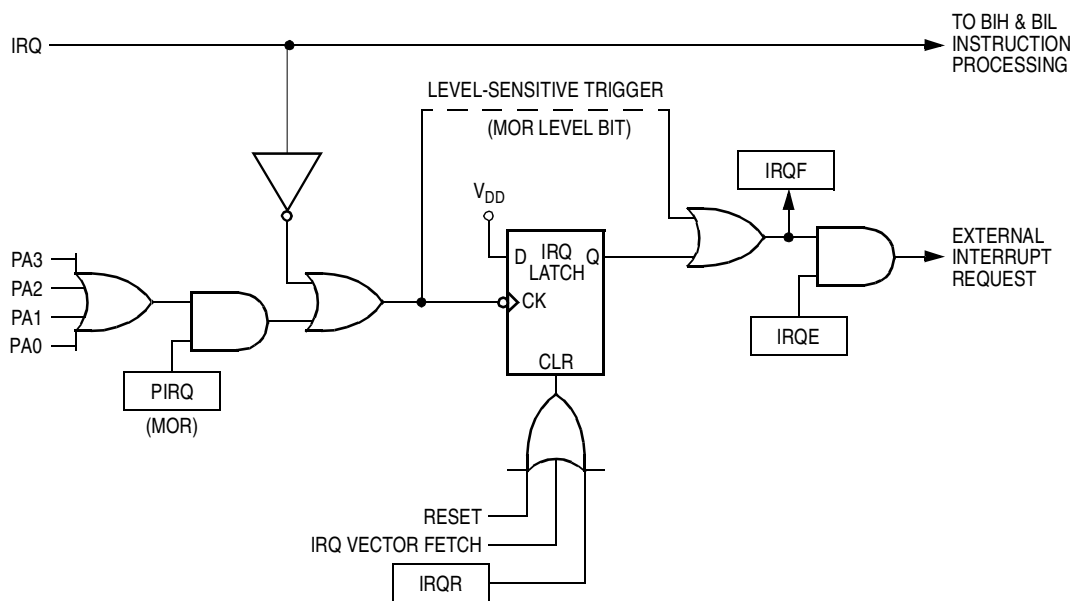 IRQ
TO BIH & BIL
INSTRUCTION
PROCESSING
LEVEL-SENSITIVE TRIGGER
(MOR LEVEL BIT)
IRQF
VDD
D IRQ Q
LATCH
CK
CLR
EXTERNAL
INTERRUPT
REQUEST
PA3
PA2
PA1
PA0
IRQE
PIRQ
(MOR)
RESET
IRQ VECTOR FETCH
IRQR